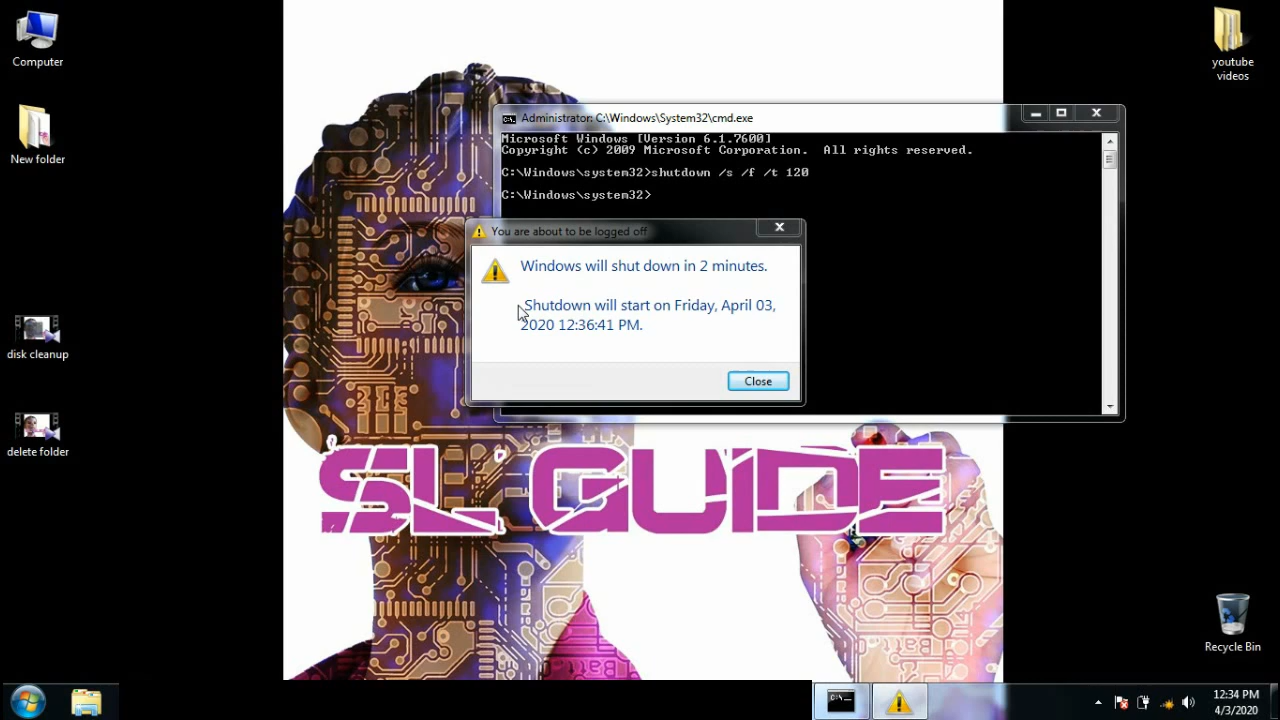 Computer
New folder
disk cleanup
delete folder
youtube
videos
Administrator: C:\Windows\System32\cmd.exe
Microsoft Windows [Version 6.1.7600]
Copyright (c) 2009 Microsoft Corporation.  All rights reserved.
C:\Windows\system32>shutdown /s /f /t 120
C:\Windows\system32>
You are about to be logged off
Windows will shut down in 2 minutes.
Shutdown will start on Friday, April 03,
2020 12:36:41 PM.
Close
SL GUIDE
Recycle Bin
12:34 PM
4/3/2020